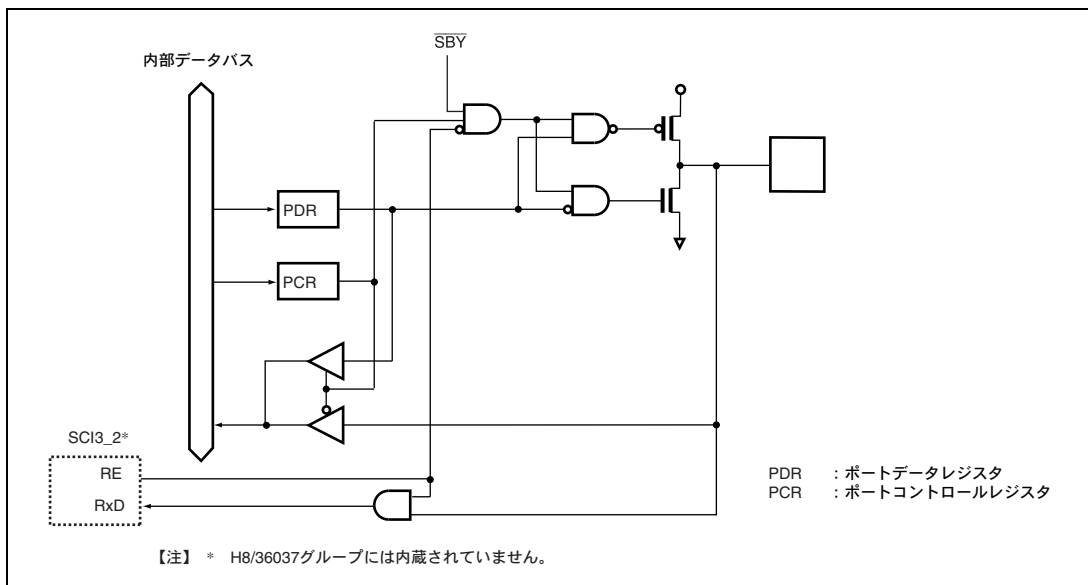 SBY
内部データバス
PDR
PCR
SCI3_2*
RE
RxD
PDR : ポートデータレジスタ
PCR : ポートコントロールレジスタ
【注】 * H8/36037グループには内蔵されていません。